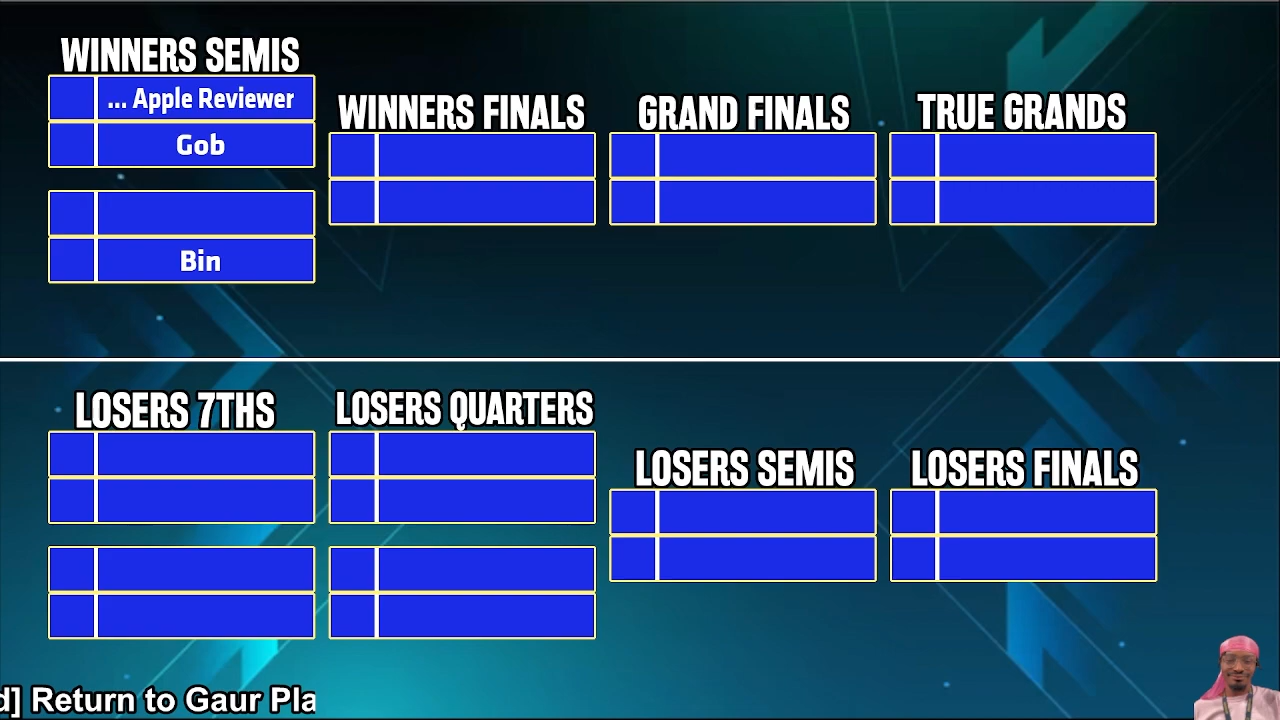 WINNERS SEMIS
... Apple Reviewer
Gob
Bin
WINNERS FINALS
GRAND FINALS
TRUE GRANDS
LOSERS 7THS
LOSERS QUARTERS
LOSERS SEMIS
LOSERS FINALS
d] Return to Gaur Pla